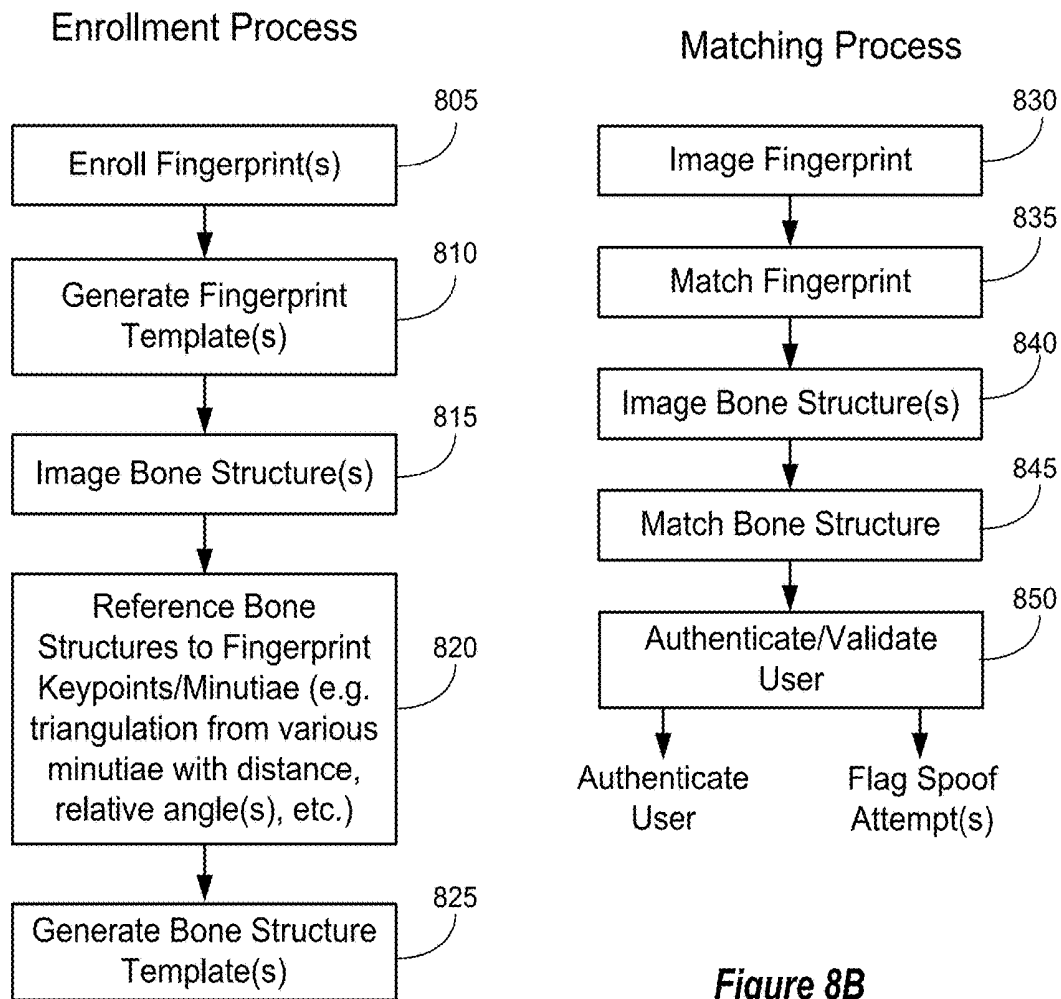 Enrollment Process
805
Enroll Fingerprint(s)
810
Generate Fingerprint
Template(s)
815
Image Bone Structure(s)
Reference Bone
Structures to Fingerprint
Keypoints/Minutiae (e.g.
triangulation from various
minutiae with distance,
relative angle(s), etc.)
820
825
Generate Bone Structure
Template(s)
Matching Process
830
Image Fingerprint
835
Match Fingerprint
840
Image Bone Structure(s)
845
Match Bone Structure
850
Authenticate/Validate
User
Authenticate
User
Flag Spoof
Attempt(s)
Figure 8B